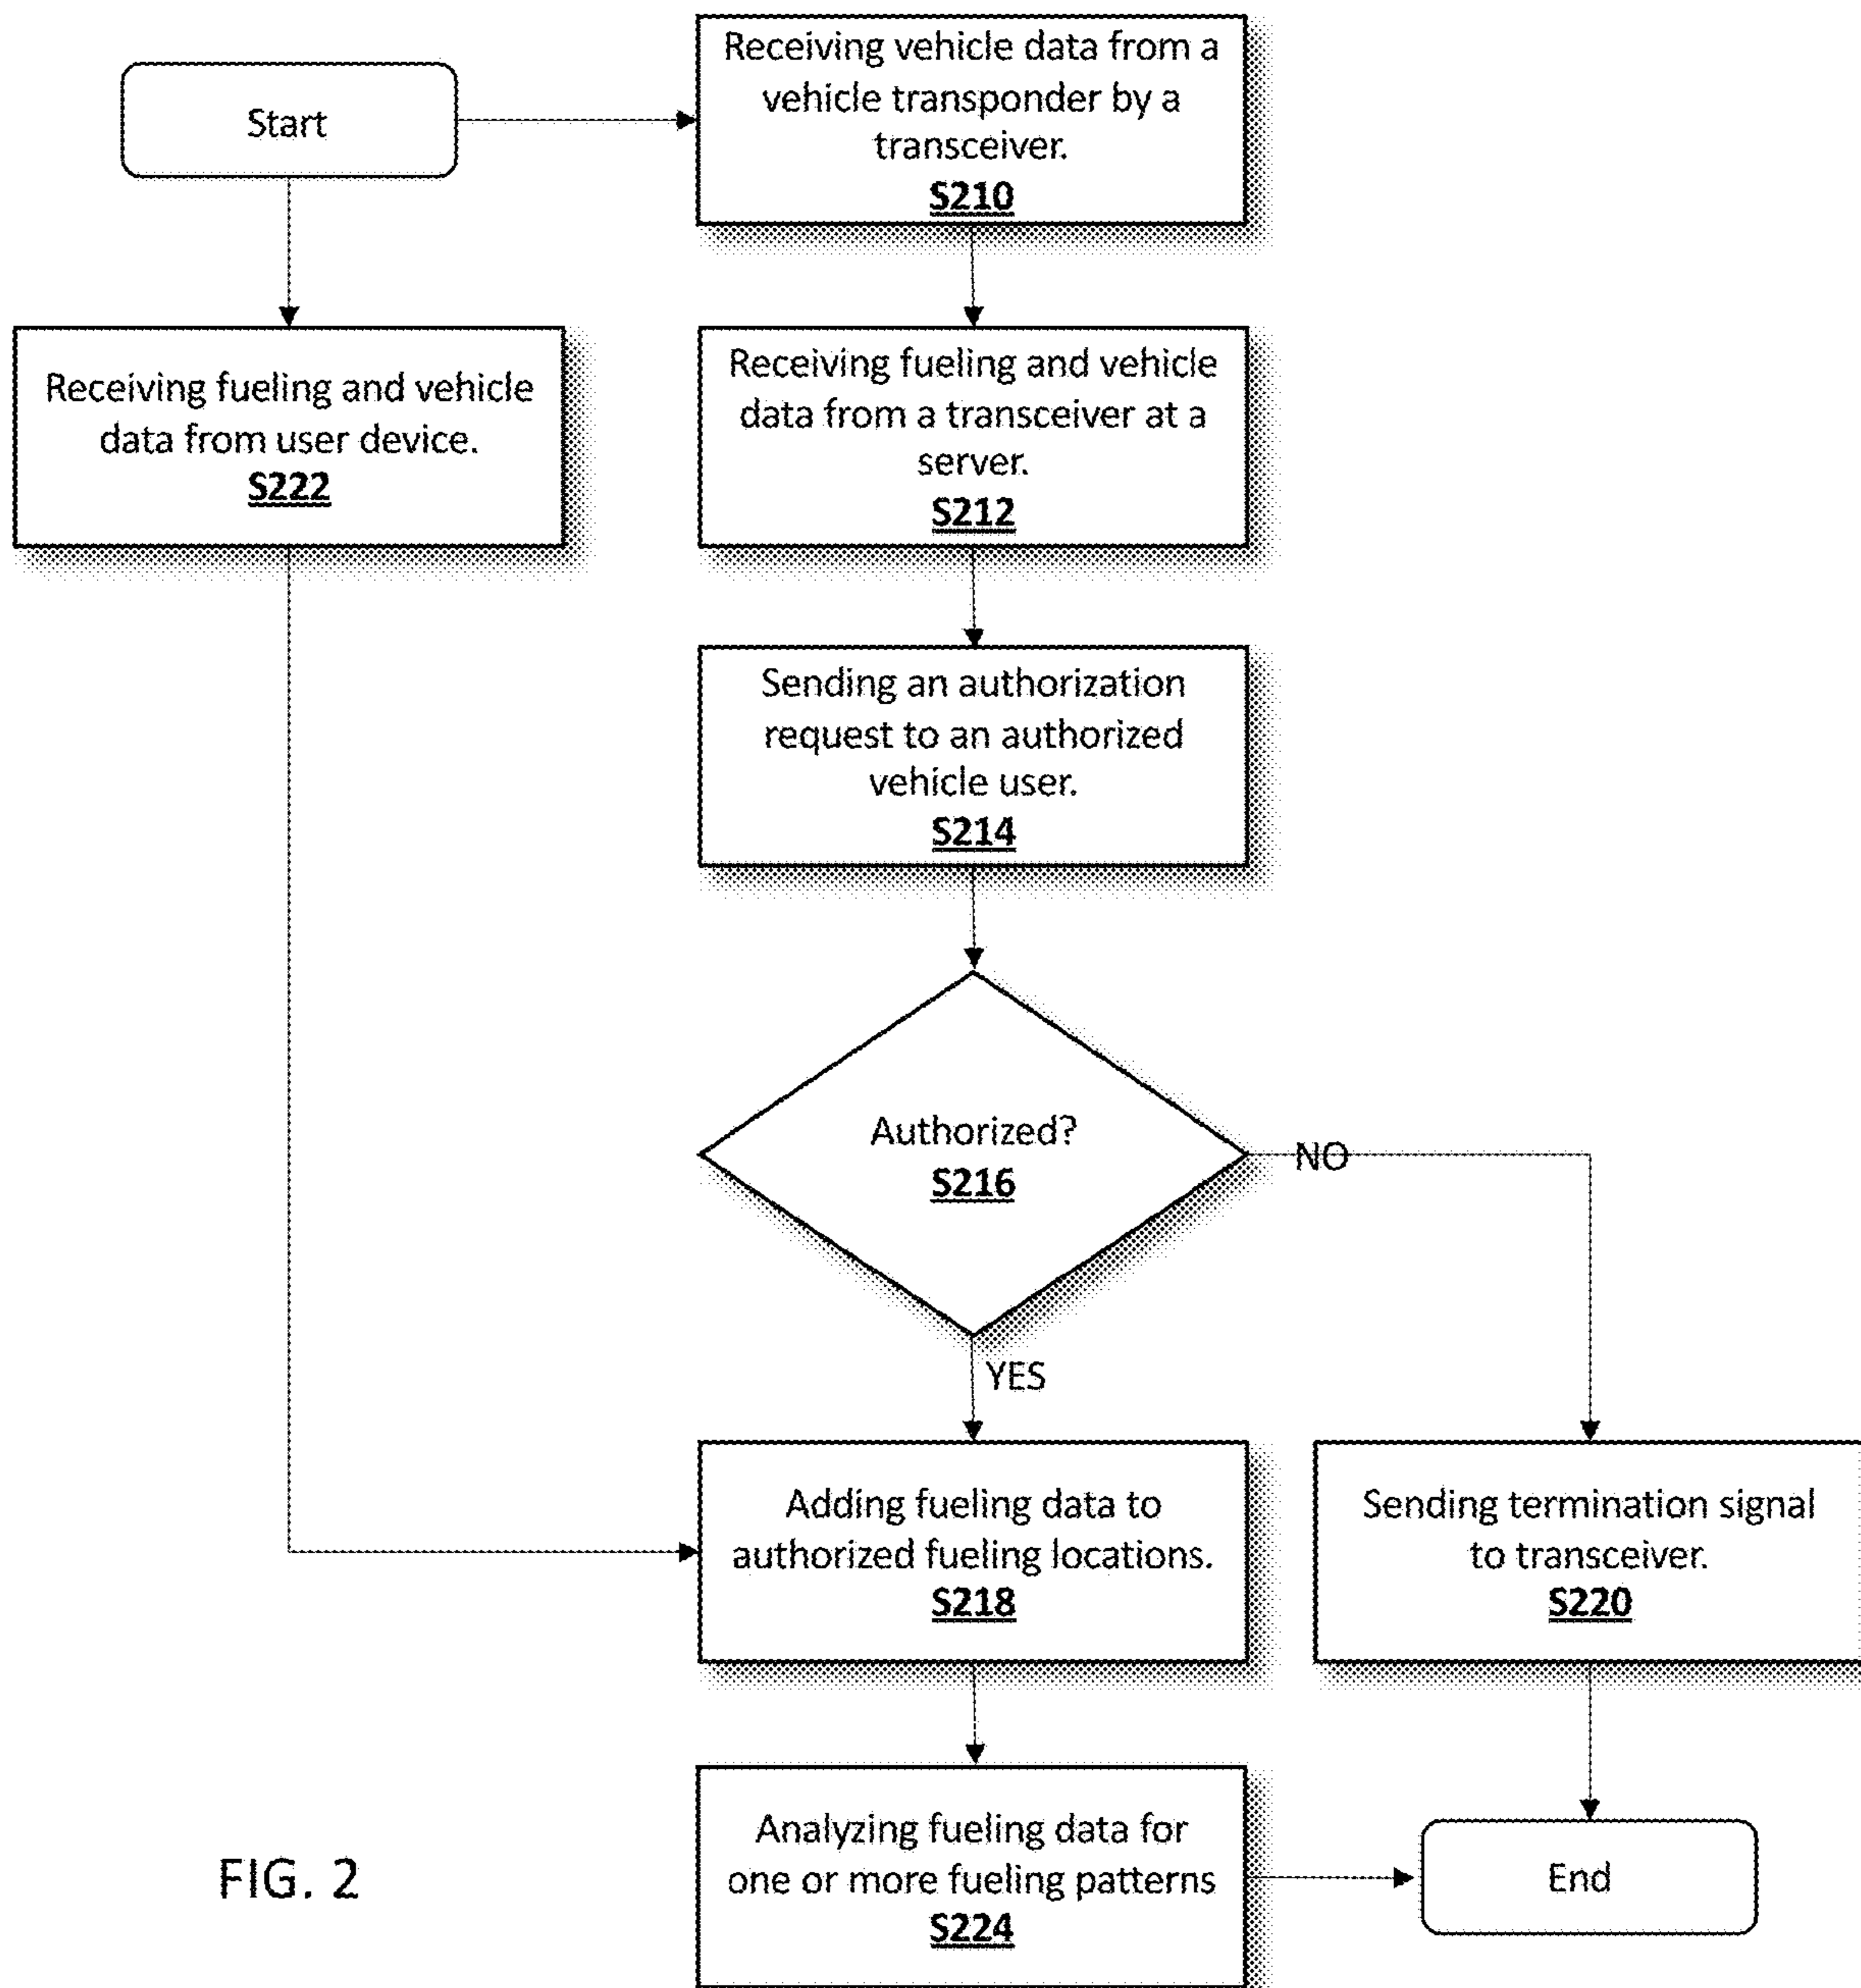 Start
Receiving vehicle data from a
vehicle transponder by a
transceiver.
S210
Receiving fueling and vehicle
data from user device.
S222
Receiving fueling and vehicle
data from a transceiver at a
server.
S212
Sending an authorization
request to an authorized
vehicle user.
S214
Authorized?
S216
NO
YES
Adding fueling data to
authorized fueling locations.
S218
Sending termination signal
to transceiver.
S220
Analyzing fueling data for
one or more fueling patterns
S224
End
FIG. 2